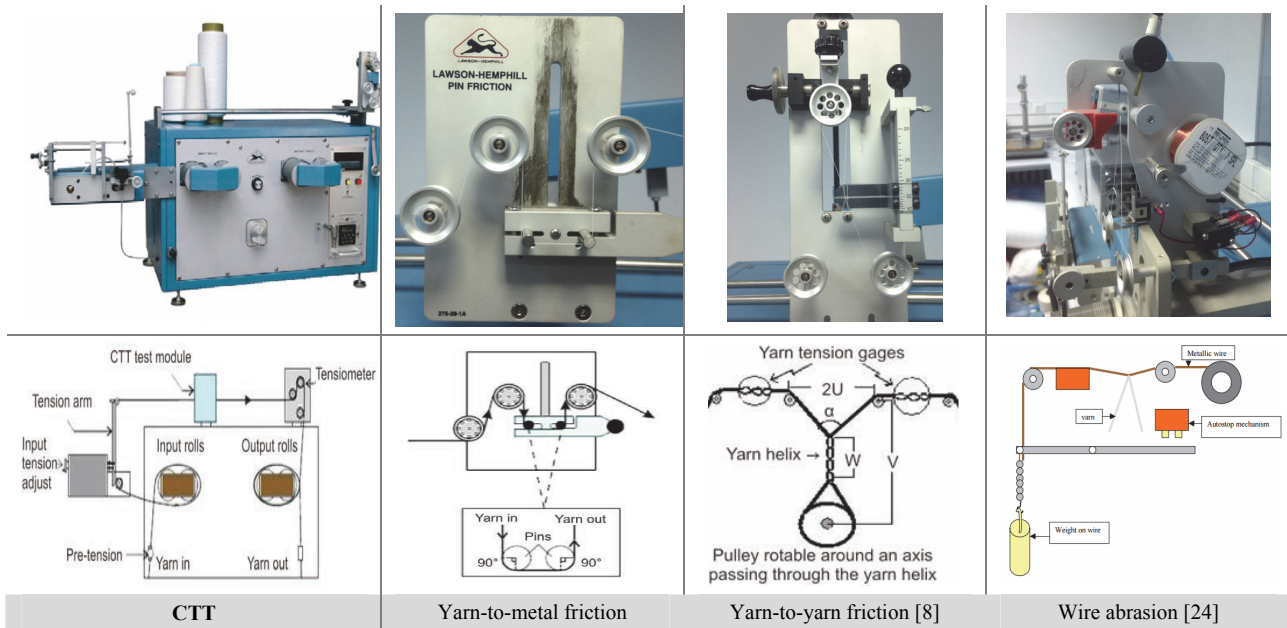 LAWSON-HEMPHILL
LAWSON-HEMPHILL
PIN FRICTION
275-20-1A
CTT test module
Tensiometer
Tension arm
Input
tension
adjust
Input rolls
Output rolls
Pre-tension
Yarn in
Yarn out
Yarn in
Yarn out
Pins
90°
90°
Yarn tension gages
2U
α
Yarn helix
W
V
Pulley rotable around an axis
passing through the yarn helix
Metallic wire
yarn
Autostop mechanism
Weight on wire
CTT
Yarn-to-metal friction
Yarn-to-yarn friction [8]
Wire abrasion [24]